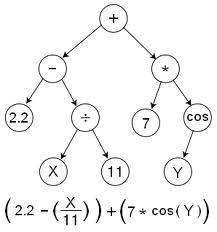 +
− *
2.2 ÷ 7 cos
X 11 Y
(2.2 − (X/11)) + (7 * cos(Y))